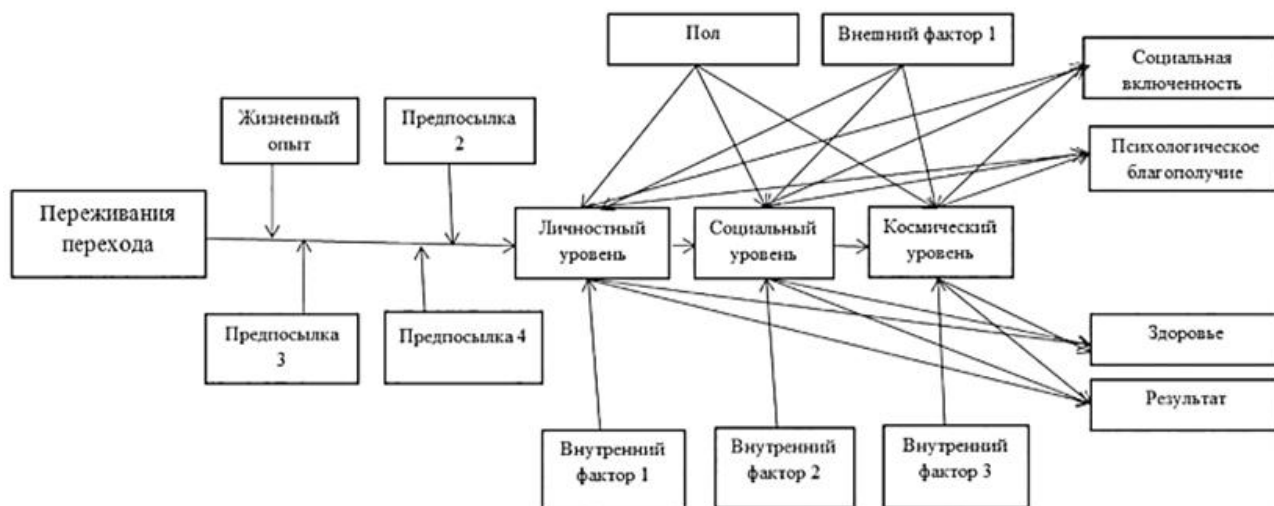 Пол
Внешний фактор 1
Социальная
включенность
Жизненный
опыт
Предпосылка
2
Психологическое
благополучие
Переживания
перехода
Личностный
уровень
Социальный
уровень
Космический
уровень
Предпосылка
3
Предпосылка 4
Здоровье
Результат
Внутренний
фактор 1
Внутренний
фактор 2
Внутренний
фактор 3